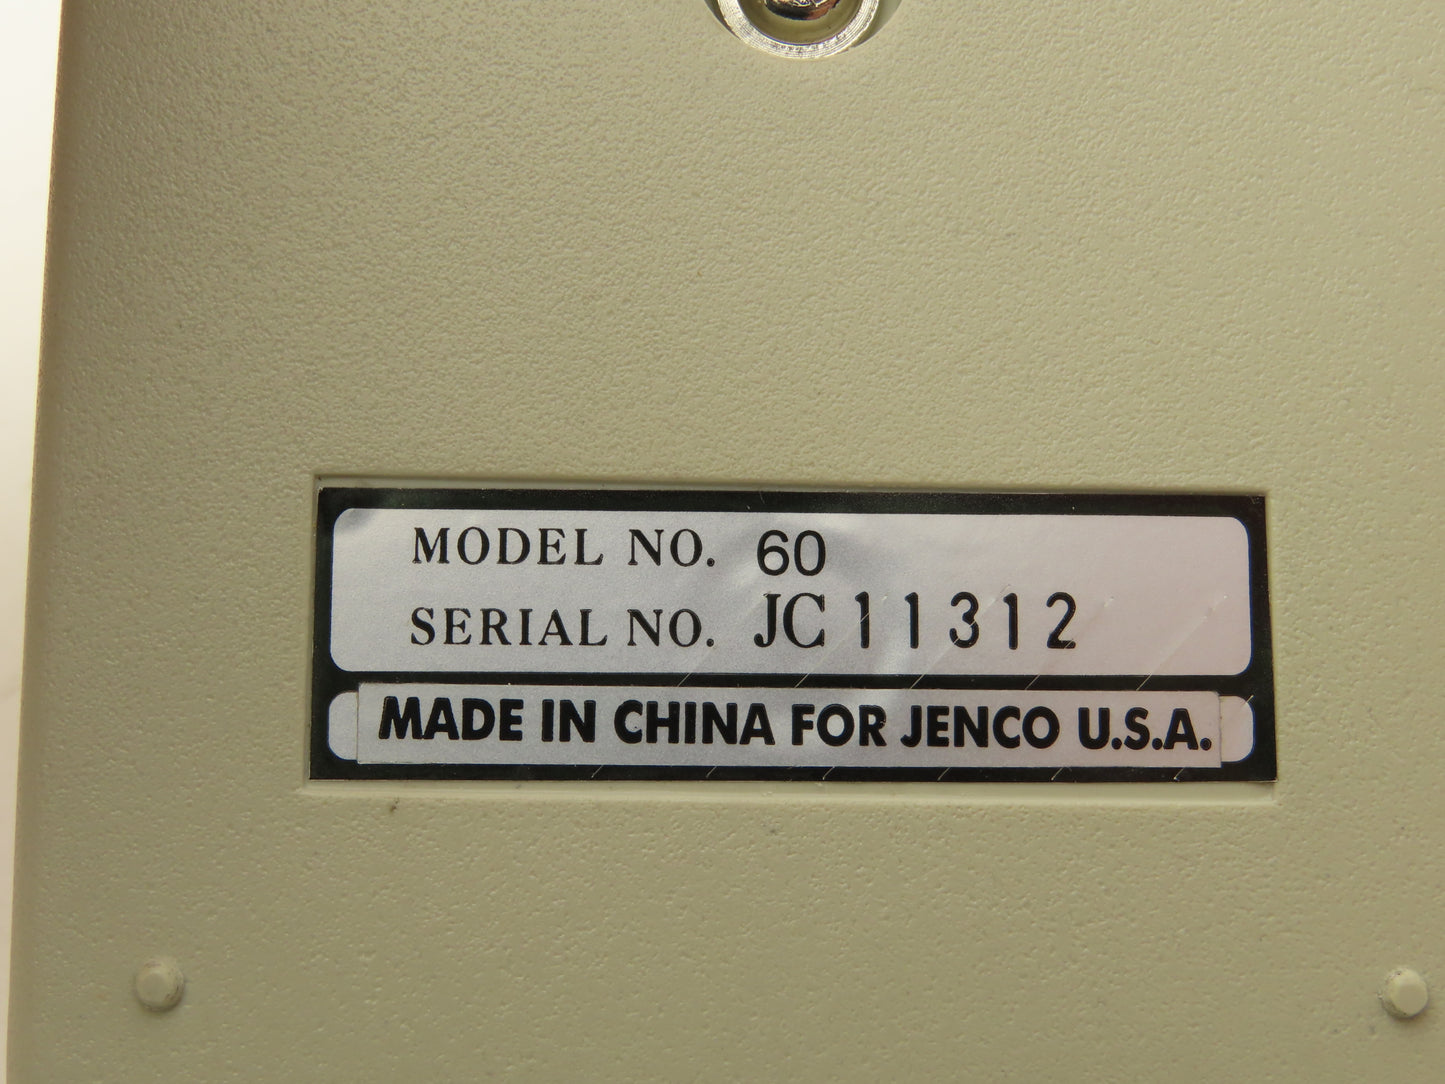 MODEL NO. 60
SERIAL NO. JC 11312
MADE IN CHINA FOR JENCO U.S.A.